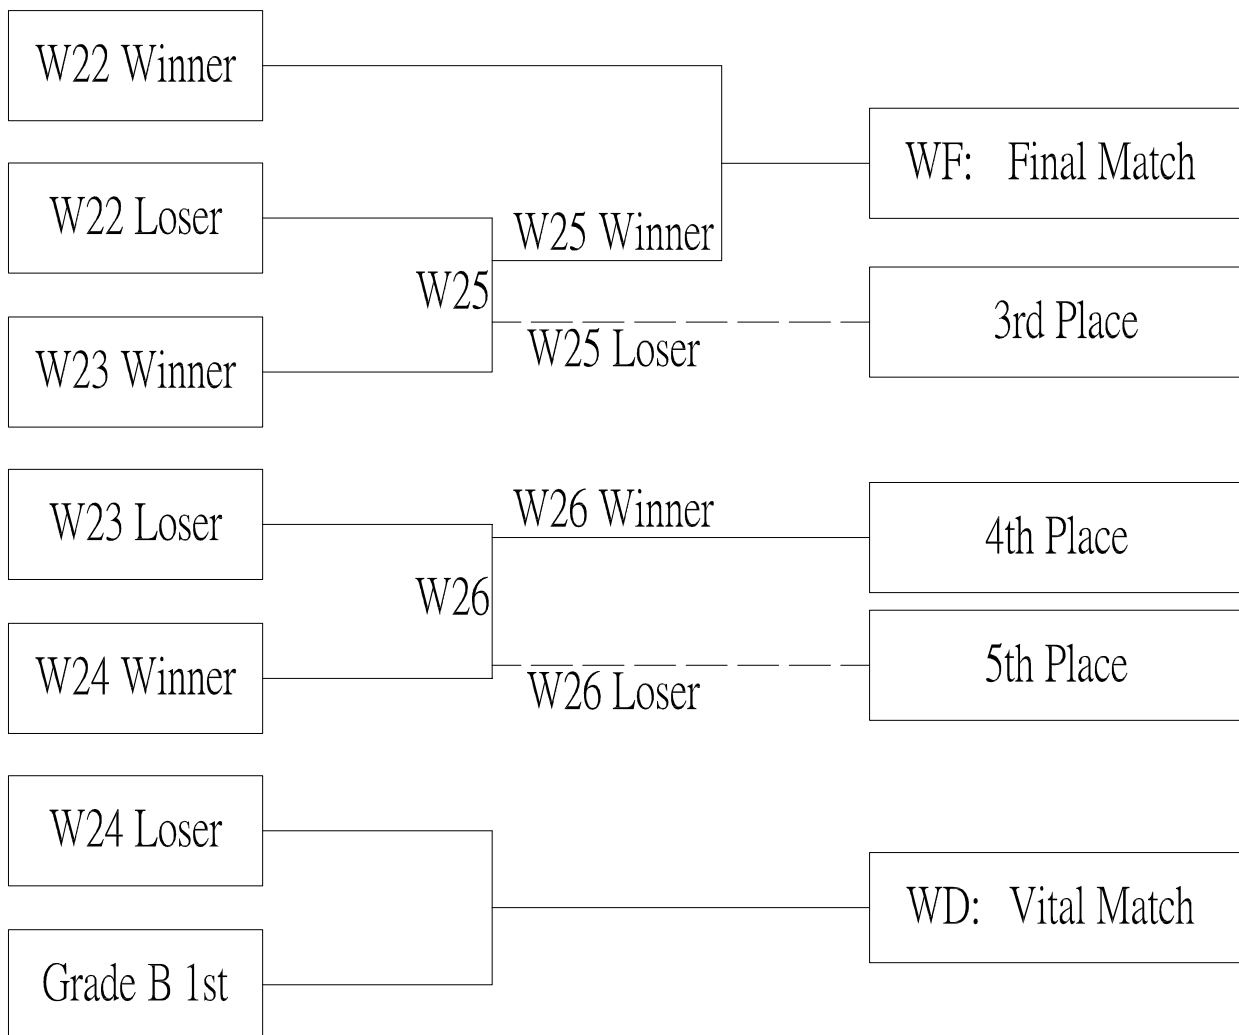 W22 Winner
WF: Final Match
W22 Loser
W25 Winner
W25
3rd Place
W25 Loser
W23 Winner
W23 Loser
W26 Winner
4th Place
W26
5th Place
W24 Winner
W26 Loser
W24 Loser
WD: Vital Match
Grade B 1st